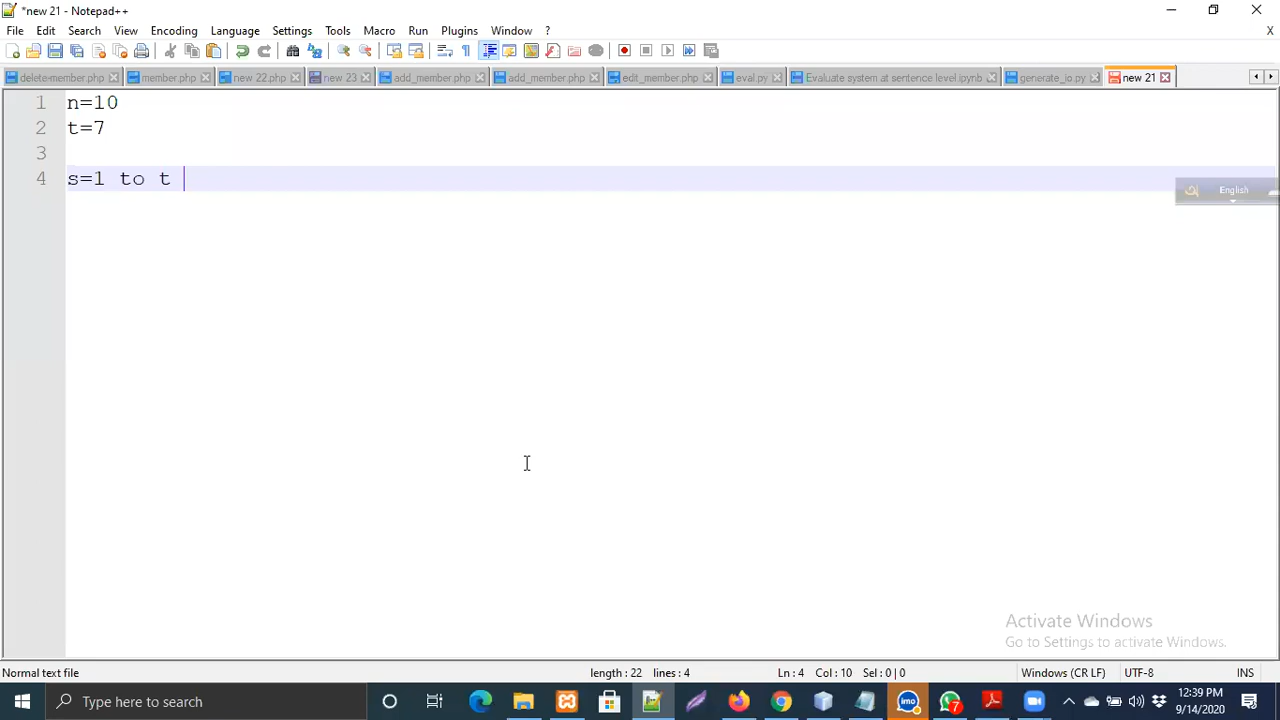 *new 21 - Notepad++
File Edit Search View Encoding Language Settings Tools Macro Run Plugins Window ? X
delete-member.php member.php new 22.php new 23 add_member.php add_member.php edit_member.php eval.py Evaluate system at sentence level.ipynb generate_io.py new 21
1 n=10
2 t=7
3
4 s=1 to t
English
Activate Windows
Go to Settings to activate Windows.
Normal text file length : 22 lines : 4 Ln : 4 Col : 10 Sel : 0 | 0 Windows (CR LF) UTF-8 INS
Type here to search imo 7 12:39 PM
9/14/2020